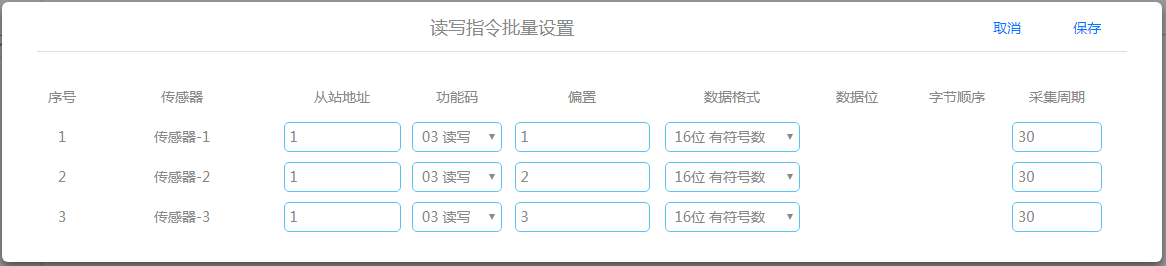 读写指令批量设置 取消 保存
序号 传感器 从站地址 功能码 偏置 数据格式 数据位 字节顺序 采集周期
1 传感器-1 1 03 读写 1 16位 有符号数 30
2 传感器-2 1 03 读写 2 16位 有符号数 30
3 传感器-3 1 03 读写 3 16位 有符号数 30